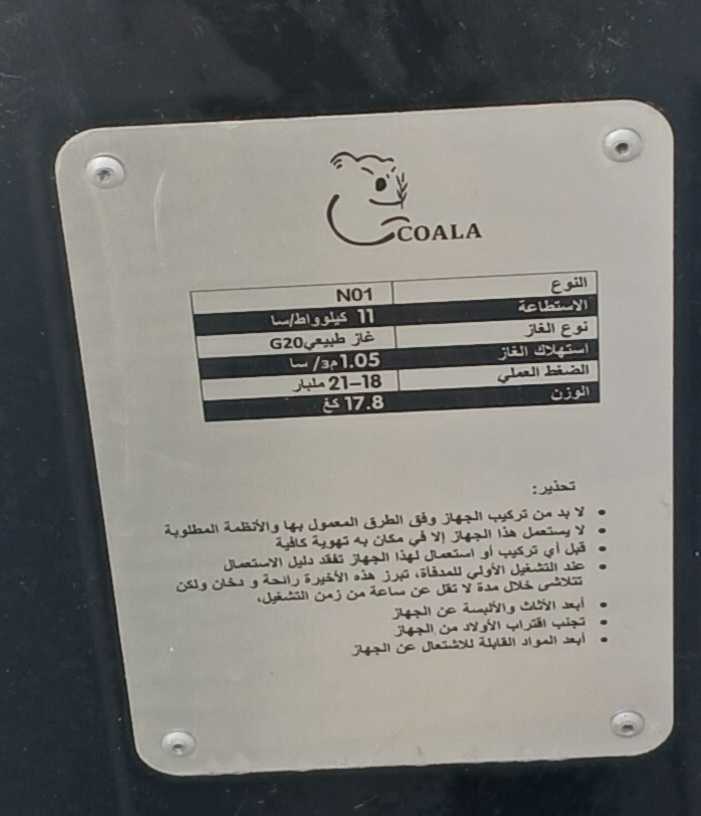 COALA
النوع N01
الاستطاعة 11 كيلوواط/سا
نوع الغاز غاز طبيعيG20
استهلاك الغاز 1.05م3/ سا
الضغط العملي 18–21 مليبار
الوزن 17.8 كغ
تحذير:
• لا بد من تركيب الجهاز وفق الطرق المعمول بها والأنظمة المطلوبة
• لا يستعمل هذا الجهاز إلا في مكان به تهوية كافية
• قبل أي تركيب أو استعمال لهذا الجهاز تفقد دليل الاستعمال
• عند التشغيل الأولي للمدفأة، تبرز هذه الأخيرة رائحة و دخان ولكن
تتلاشى خلال مدة لا تقل عن ساعة من زمن التشغيل،
• أبعد الأثاث والألبسة عن الجهاز
• تجنب اقتراب الأولاد من الجهاز
• أبعد المواد القابلة للاشتعال عن الجهاز